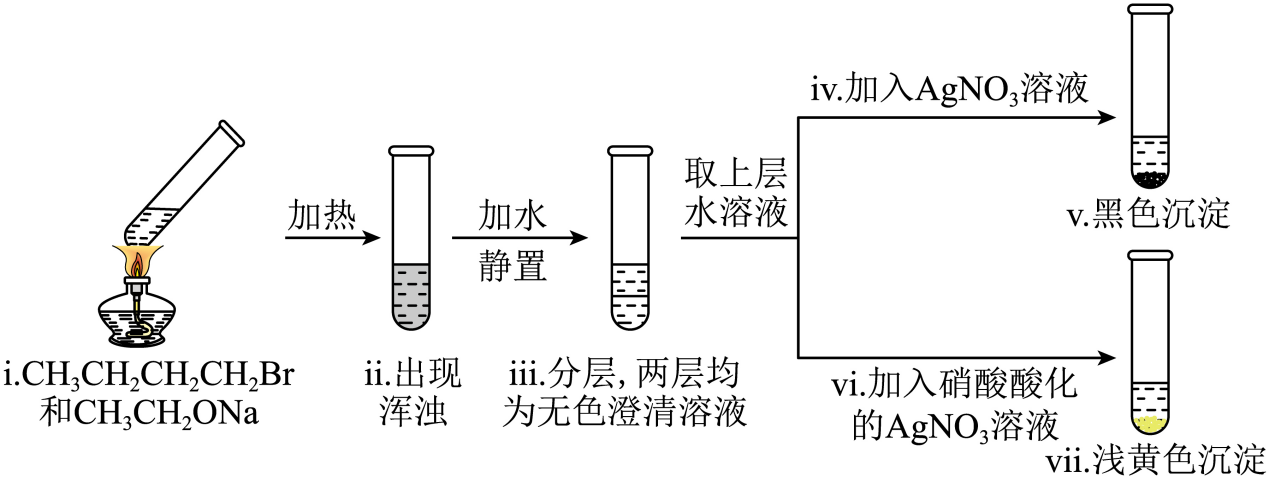 iv.加入AgNO₃溶液
取上层
水溶液
v.黑色沉淀
加热
加水
静置
i.CH₃CH₂CH₂CH₂Br
和CH₃CH₂ONa
ii.出现
浑浊
iii.分层,两层均
为无色澄清溶液
vi.加入硝酸酸化
的AgNO₃溶液
vii.浅黄色沉淀